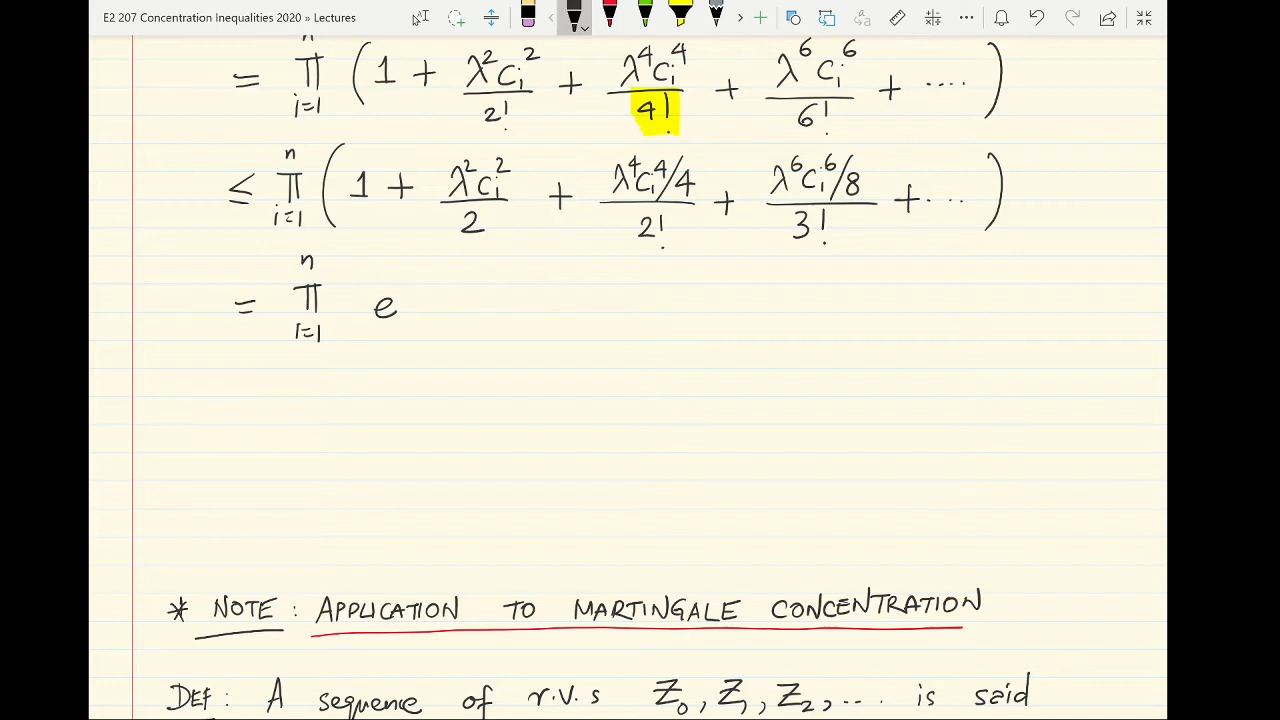 E2 207 Concentration Inequalities 2020 » Lectures
= ∏_{i=1}^{n} ( 1 + λ²cᵢ²/2! + λ⁴cᵢ⁴/4! + λ⁶cᵢ⁶/6! + .... )
≤ ∏_{i=1}^{n} ( 1 + λ²cᵢ²/2 + (λ⁴cᵢ⁴/4)/2! + (λ⁶cᵢ⁶/8)/3! + ... )
= ∏_{i=1}^{n} e
* NOTE : APPLICATION TO MARTINGALE CONCENTRATION
DEF : A sequence of r.v.s Z₀, Z₁, Z₂, ... is said